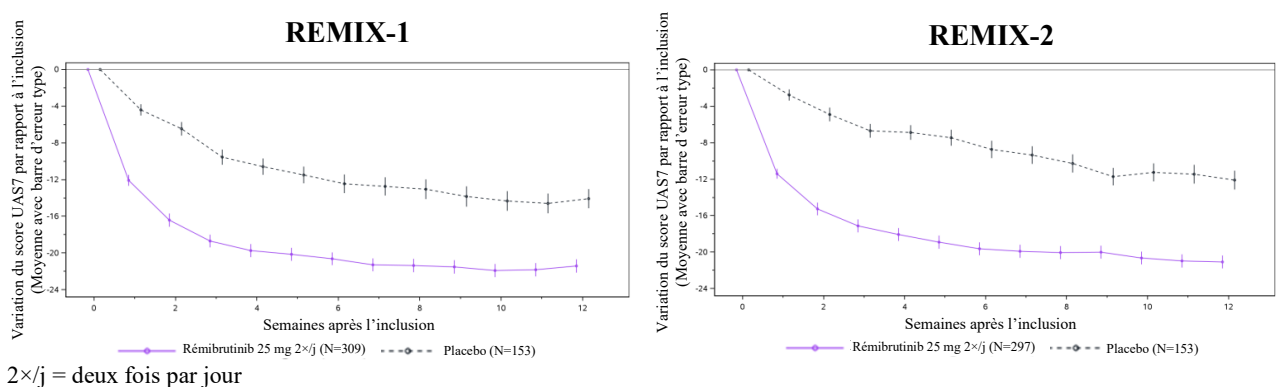 REMIX-1
Variation du score UAS7 par rapport à l’inclusion
(Moyenne avec barre d’erreur type)
0
-4
-8
-12
-16
-20
-24
0 2 4 6 8 10 12
Semaines après l’inclusion
Rémibrutinib 25 mg 2×/j (N=309) Placebo (N=153)
REMIX-2
Variation du score UAS7 par rapport à l’inclusion
(Moyenne avec barre d’erreur type)
0
-4
-8
-12
-16
-20
-24
0 2 4 6 8 10 12
Semaines après l’inclusion
Rémibrutinib 25 mg 2×/j (N=297) Placebo (N=153)
2×/j = deux fois par jour